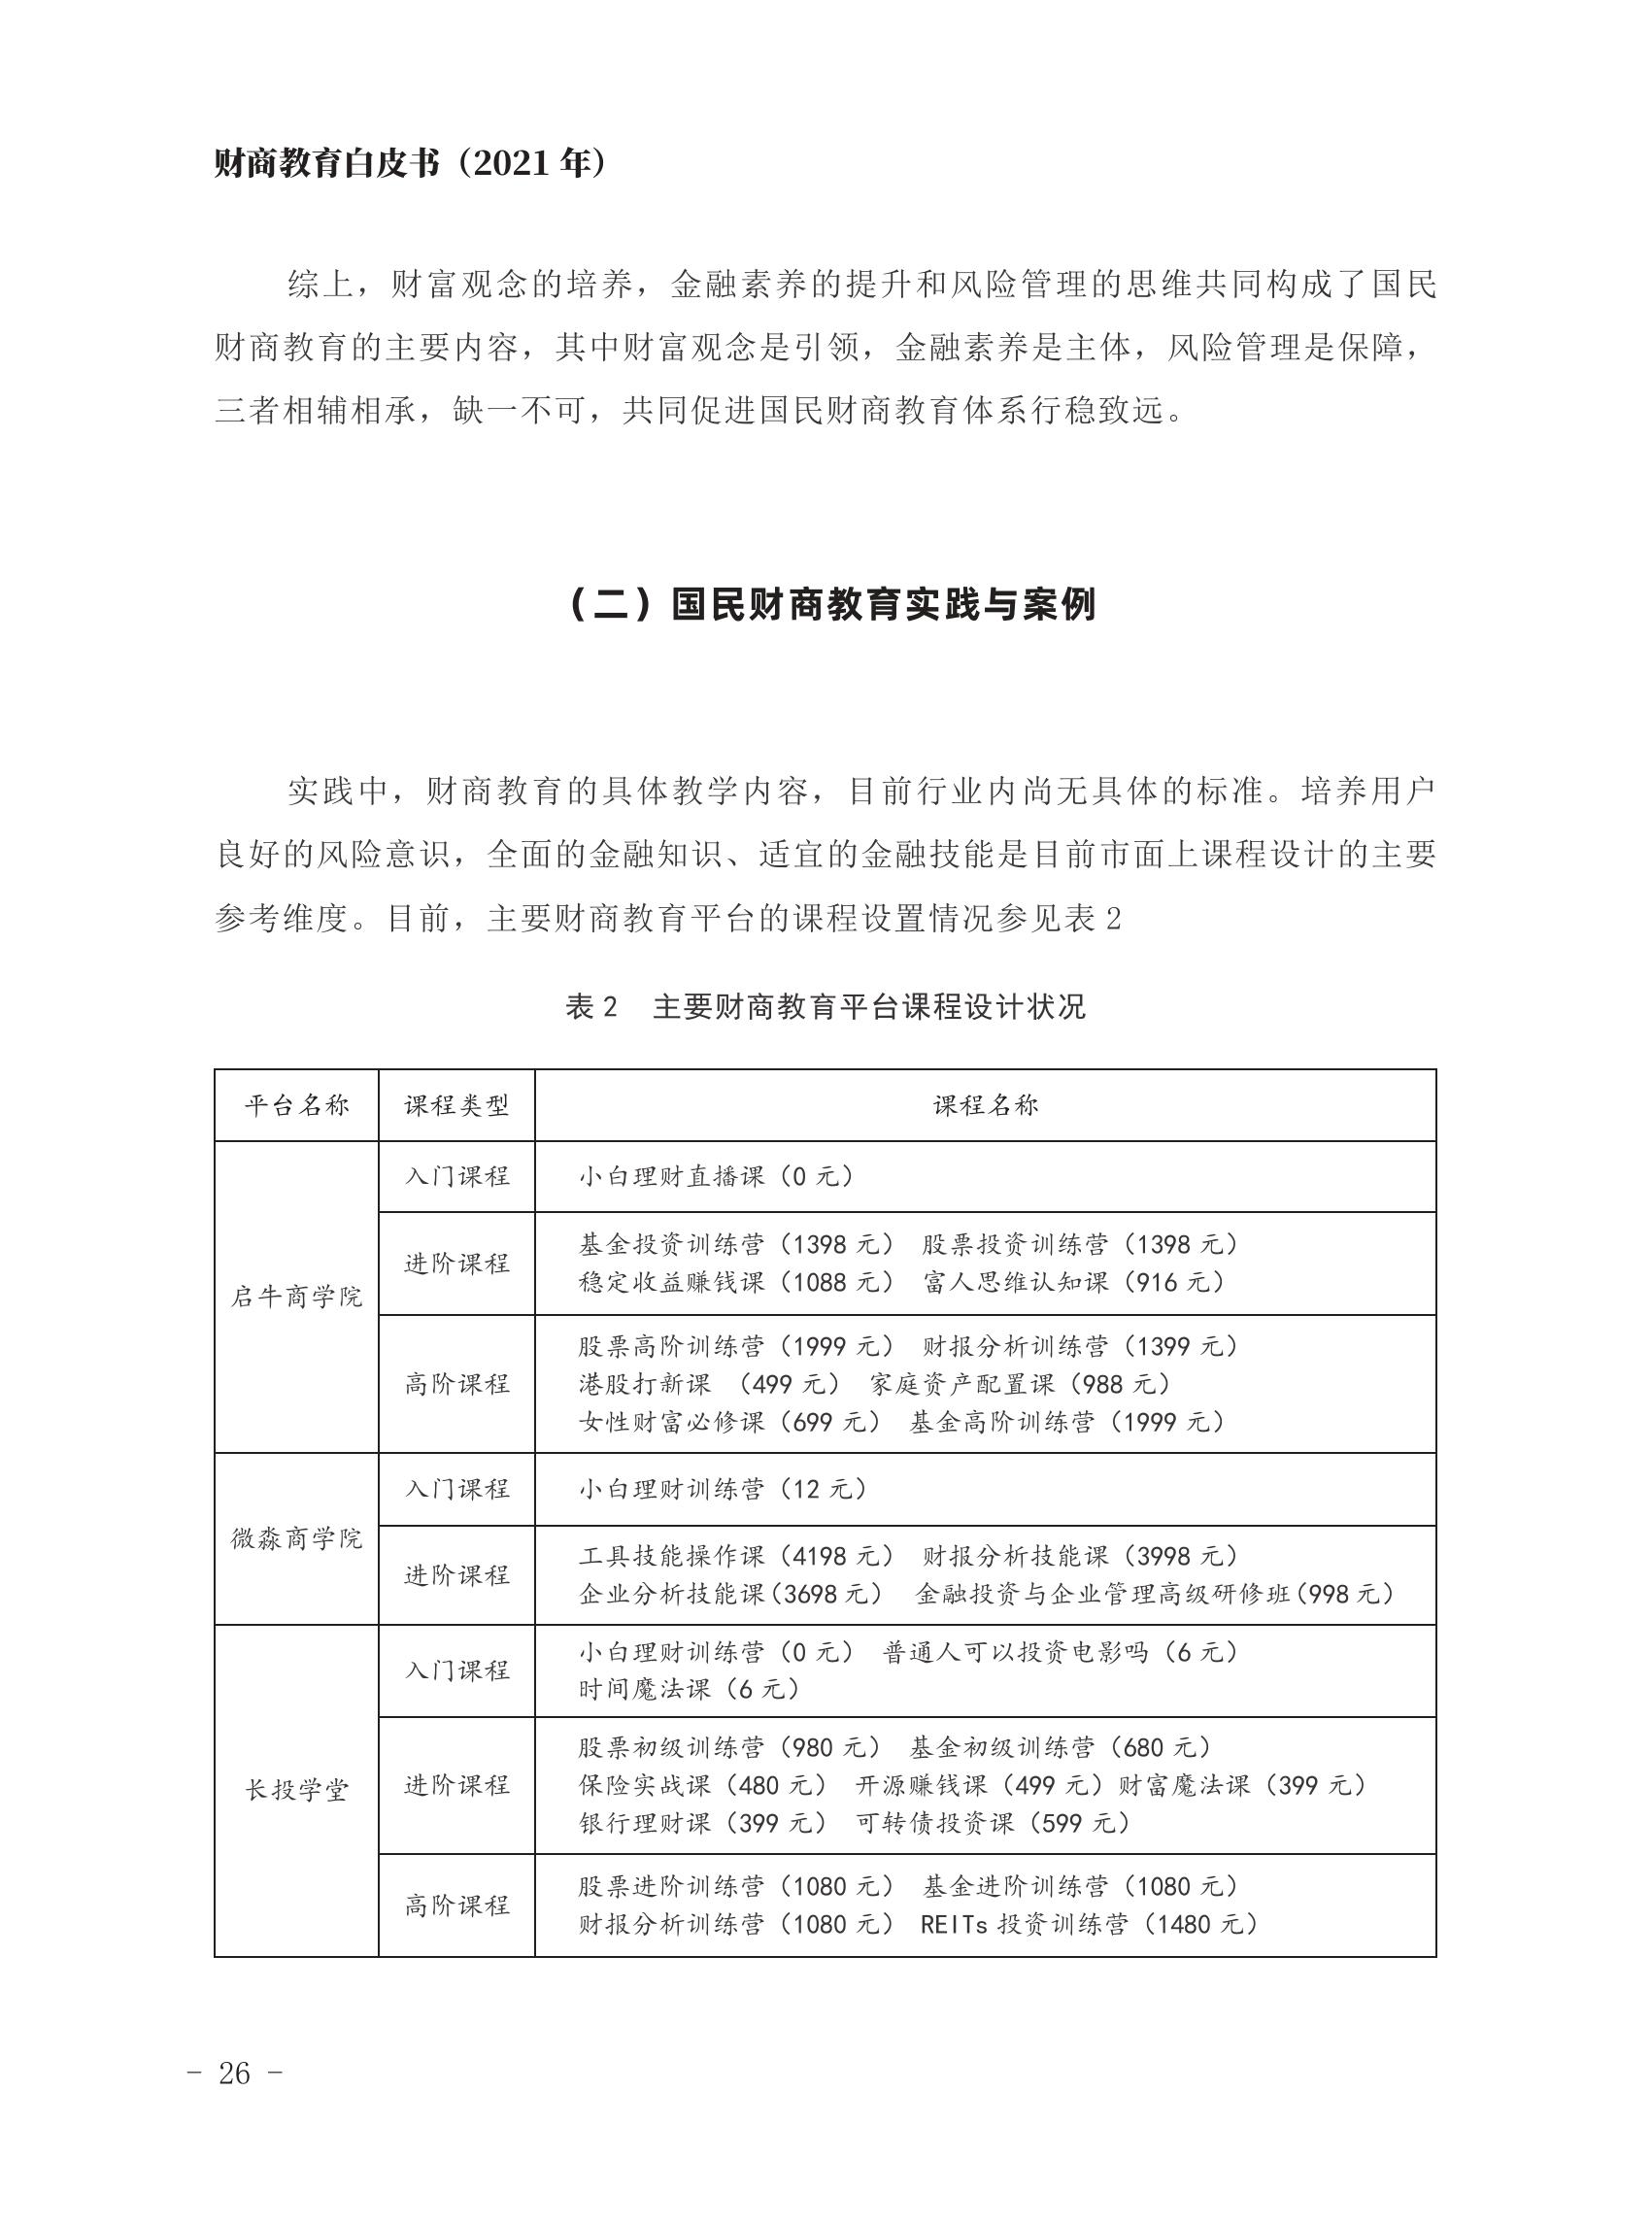 财商教育白皮书（2021 年）
综上，财富观念的培养，金融素养的提升和风险管理的思维共同构成了国民
财商教育的主要内容，其中财富观念是引领，金融素养是主体，风险管理是保障，
三者相辅相承，缺一不可，共同促进国民财商教育体系行稳致远。
（二）国民财商教育实践与案例
实践中，财商教育的具体教学内容，目前行业内尚无具体的标准。培养用户
良好的风险意识，全面的金融知识、适宜的金融技能是目前市面上课程设计的主要
参考维度。目前，主要财商教育平台的课程设置情况参见表 2
表 2 主要财商教育平台课程设计状况
平台名称 课程类型 课程名称
启牛商学院
入门课程
小白理财直播课（0 元）
进阶课程
基金投资训练营（1398 元） 股票投资训练营（1398 元）
稳定收益赚钱课（1088 元） 富人思维认知课（916 元）
高阶课程
股票高阶训练营（1999 元） 财报分析训练营（1399 元）
港股打新课 （499 元） 家庭资产配置课（988 元）
女性财富必修课（699 元） 基金高阶训练营（1999 元）
微淼商学院
入门课程
小白理财训练营（12 元）
进阶课程
工具技能操作课（4198 元） 财报分析技能课（3998 元）
企业分析技能课（3698 元） 金融投资与企业管理高级研修班（998 元）
长投学堂
入门课程
小白理财训练营（0 元） 普通人可以投资电影吗（6 元）
时间魔法课（6 元）
进阶课程
股票初级训练营（980 元） 基金初级训练营（680 元）
保险实战课（480 元） 开源赚钱课（499 元）财富魔法课（399 元）
银行理财课（399 元） 可转债投资课（599 元）
高阶课程
股票进阶训练营（1080 元） 基金进阶训练营（1080 元）
财报分析训练营（1080 元） REITs 投资训练营（1480 元）
- 26 -